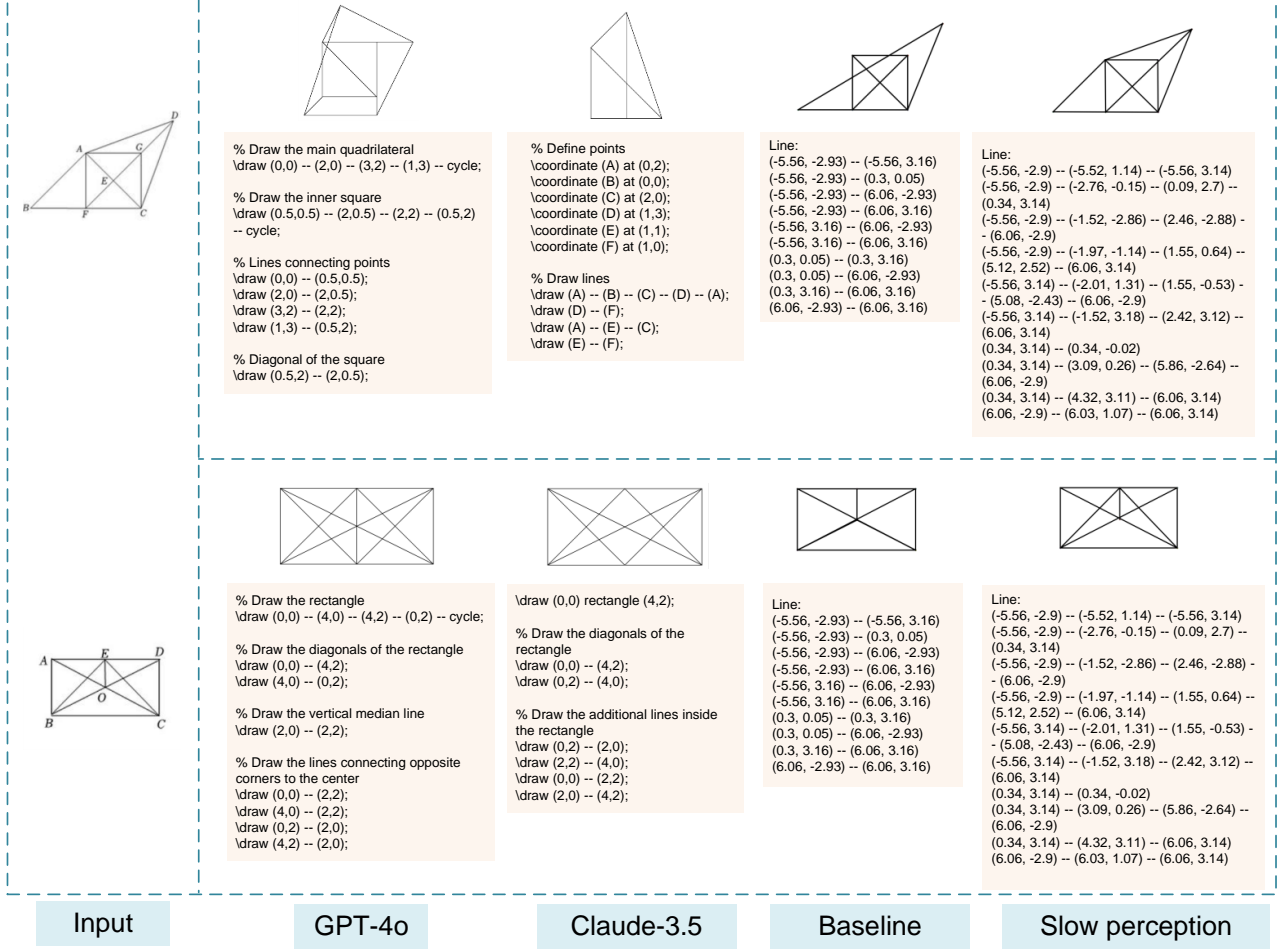 D
A
G
E
B
F
C
% Draw the main quadrilateral
\draw (0,0) -- (2,0) -- (3,2) -- (1,3) -- cycle;
% Draw the inner square
\draw (0.5,0.5) -- (2,0.5) -- (2,2) -- (0.5,2)
-- cycle;
% Lines connecting points
\draw (0,0) -- (0.5,0.5);
\draw (2,0) -- (2,0.5);
\draw (3,2) -- (2,2);
\draw (1,3) -- (0.5,2);
% Diagonal of the square
\draw (0.5,2) -- (2,0.5);
% Define points
\coordinate (A) at (0,2);
\coordinate (B) at (0,0);
\coordinate (C) at (2,0);
\coordinate (D) at (1,3);
\coordinate (E) at (1,1);
\coordinate (F) at (1,0);
% Draw lines
\draw (A) -- (B) -- (C) -- (D) -- (A);
\draw (D) -- (F);
\draw (A) -- (E) -- (C);
\draw (E) -- (F);
Line:
(-5.56, -2.93) -- (-5.56, 3.16)
(-5.56, -2.93) -- (0.3, 0.05)
(-5.56, -2.93) -- (6.06, -2.93)
(-5.56, -2.93) -- (6.06, 3.16)
(-5.56, 3.16) -- (6.06, -2.93)
(-5.56, 3.16) -- (6.06, 3.16)
(0.3, 0.05) -- (0.3, 3.16)
(0.3, 0.05) -- (6.06, -2.93)
(0.3, 3.16) -- (6.06, 3.16)
(6.06, -2.93) -- (6.06, 3.16)
Line:
(-5.56, -2.9) -- (-5.52, 1.14) -- (-5.56, 3.14)
(-5.56, -2.9) -- (-2.76, -0.15) -- (0.09, 2.7) --
(0.34, 3.14)
(-5.56, -2.9) -- (-1.52, -2.86) -- (2.46, -2.88) -
- (6.06, -2.9)
(-5.56, -2.9) -- (-1.97, -1.14) -- (1.55, 0.64) --
(5.12, 2.52) -- (6.06, 3.14)
(-5.56, 3.14) -- (-2.01, 1.31) -- (1.55, -0.53) -
- (5.08, -2.43) -- (6.06, -2.9)
(-5.56, 3.14) -- (-1.52, 3.18) -- (2.42, 3.12) --
(6.06, 3.14)
(0.34, 3.14) -- (0.34, -0.02)
(0.34, 3.14) -- (3.09, 0.26) -- (5.86, -2.64) --
(6.06, -2.9)
(0.34, 3.14) -- (4.32, 3.11) -- (6.06, 3.14)
(6.06, -2.9) -- (6.03, 1.07) -- (6.06, 3.14)
A E D
O
B C
% Draw the rectangle
\draw (0,0) -- (4,0) -- (4,2) -- (0,2) -- cycle;
% Draw the diagonals of the rectangle
\draw (0,0) -- (4,2);
\draw (4,0) -- (0,2);
% Draw the vertical median line
\draw (2,0) -- (2,2);
% Draw the lines connecting opposite
corners to the center
\draw (0,0) -- (2,2);
\draw (4,0) -- (2,2);
\draw (0,2) -- (2,0);
\draw (4,2) -- (2,0);
\draw (0,0) rectangle (4,2);
% Draw the diagonals of the
rectangle
\draw (0,0) -- (4,2);
\draw (0,2) -- (4,0);
% Draw the additional lines inside
the rectangle
\draw (0,2) -- (2,0);
\draw (2,2) -- (4,0);
\draw (0,0) -- (2,2);
\draw (2,0) -- (4,2);
Line:
(-5.56, -2.93) -- (-5.56, 3.16)
(-5.56, -2.93) -- (0.3, 0.05)
(-5.56, -2.93) -- (6.06, -2.93)
(-5.56, -2.93) -- (6.06, 3.16)
(-5.56, 3.16) -- (6.06, -2.93)
(-5.56, 3.16) -- (6.06, 3.16)
(0.3, 0.05) -- (0.3, 3.16)
(0.3, 0.05) -- (6.06, -2.93)
(0.3, 3.16) -- (6.06, 3.16)
(6.06, -2.93) -- (6.06, 3.16)
Line:
(-5.56, -2.9) -- (-5.52, 1.14) -- (-5.56, 3.14)
(-5.56, -2.9) -- (-2.76, -0.15) -- (0.09, 2.7) --
(0.34, 3.14)
(-5.56, -2.9) -- (-1.52, -2.86) -- (2.46, -2.88) -
- (6.06, -2.9)
(-5.56, -2.9) -- (-1.97, -1.14) -- (1.55, 0.64) --
(5.12, 2.52) -- (6.06, 3.14)
(-5.56, 3.14) -- (-2.01, 1.31) -- (1.55, -0.53) -
- (5.08, -2.43) -- (6.06, -2.9)
(-5.56, 3.14) -- (-1.52, 3.18) -- (2.42, 3.12) --
(6.06, 3.14)
(0.34, 3.14) -- (0.34, -0.02)
(0.34, 3.14) -- (3.09, 0.26) -- (5.86, -2.64) --
(6.06, -2.9)
(0.34, 3.14) -- (4.32, 3.11) -- (6.06, 3.14)
(6.06, -2.9) -- (6.03, 1.07) -- (6.06, 3.14)
Input
GPT-4o
Claude-3.5
Baseline
Slow perception